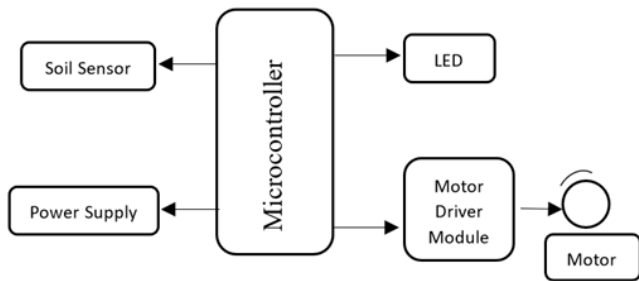 Soil Sensor
Power Supply
Microcontroller
LED
Motor
Driver
Module
Motor